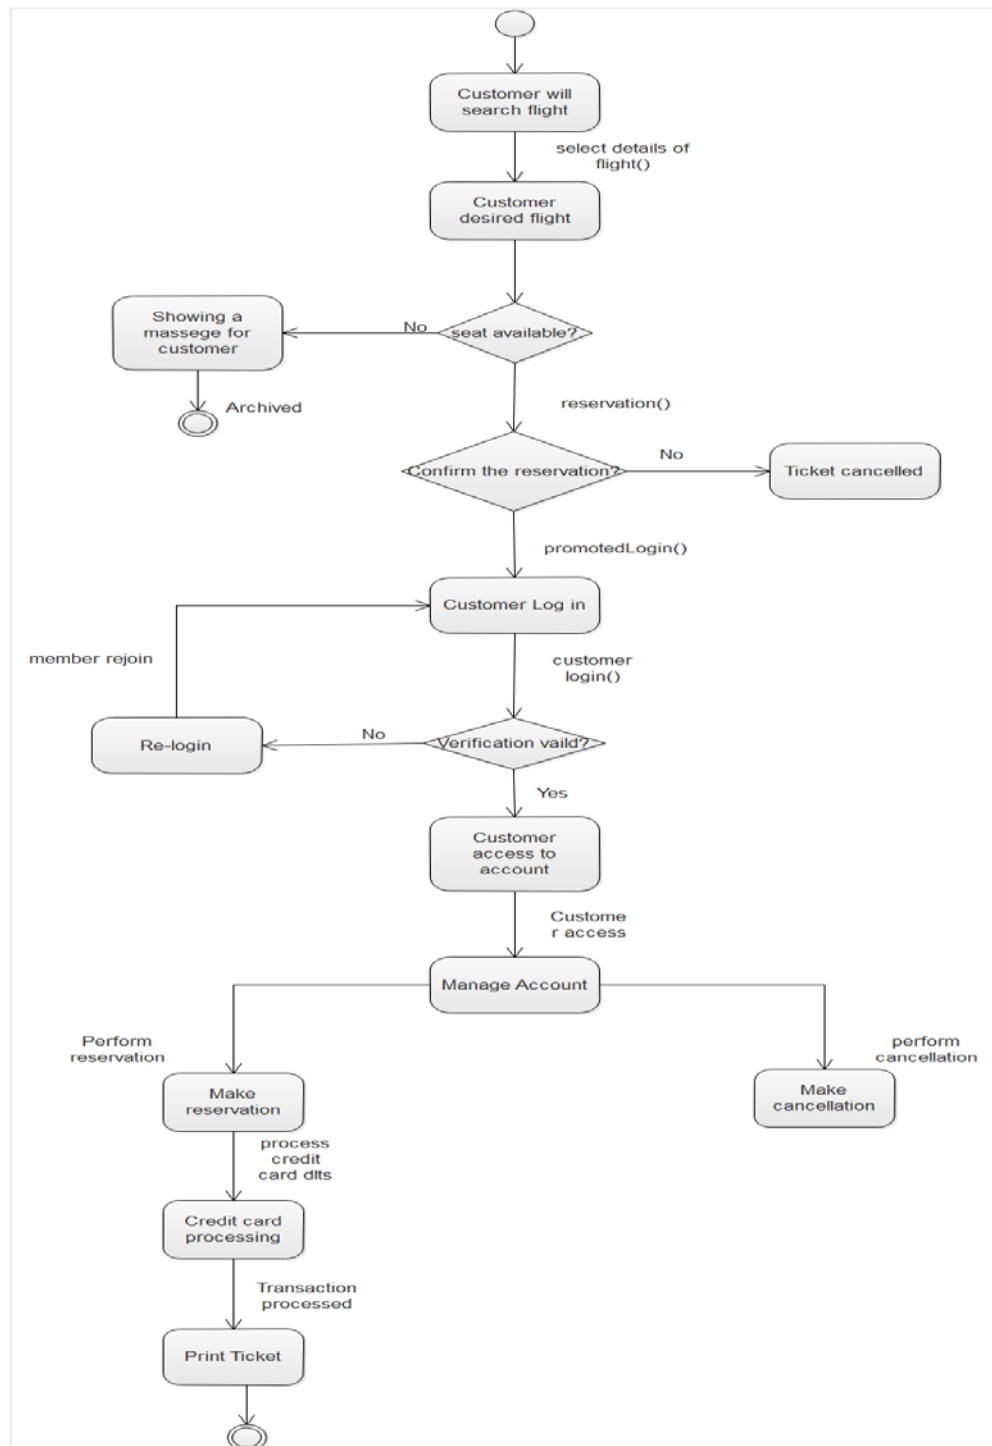 Customer will
search flight
select details of
flight()
Customer
desired flight
Showing a
massege for
customer
No
seat available?
Archived
reservation()
Confirm the reservation?
No
Ticket cancelled
promotedLogin()
Customer Log in
member rejoin
customer
login()
Re-login
No
Verification vaild?
Yes
Customer
access to
account
Custome
r access
Manage Account
Perform
reservation
perform
cancellation
Make
reservation
Make
cancellation
process
credit
card dlts
Credit card
processing
Transaction
processed
Print Ticket